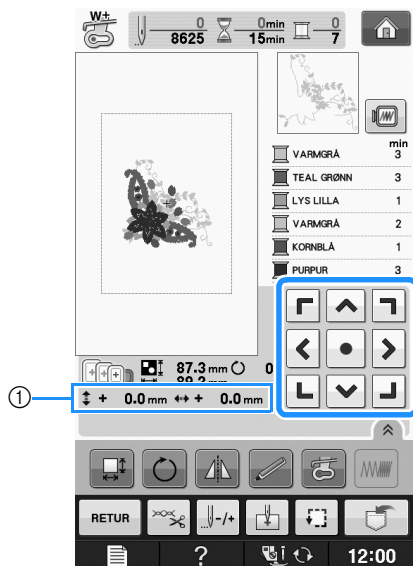 W±
0 0min 0
8625 15min 7
min
VARMGRÅ 3
TEAL GRØNN 3
LYS LILLA 1
VARMGRÅ 2
KORNBLÅ 1
PURPUR 3
87.3 mm 0
① + 0.0 mm + 0.0 mm
-/+
RETUR
? 12:00